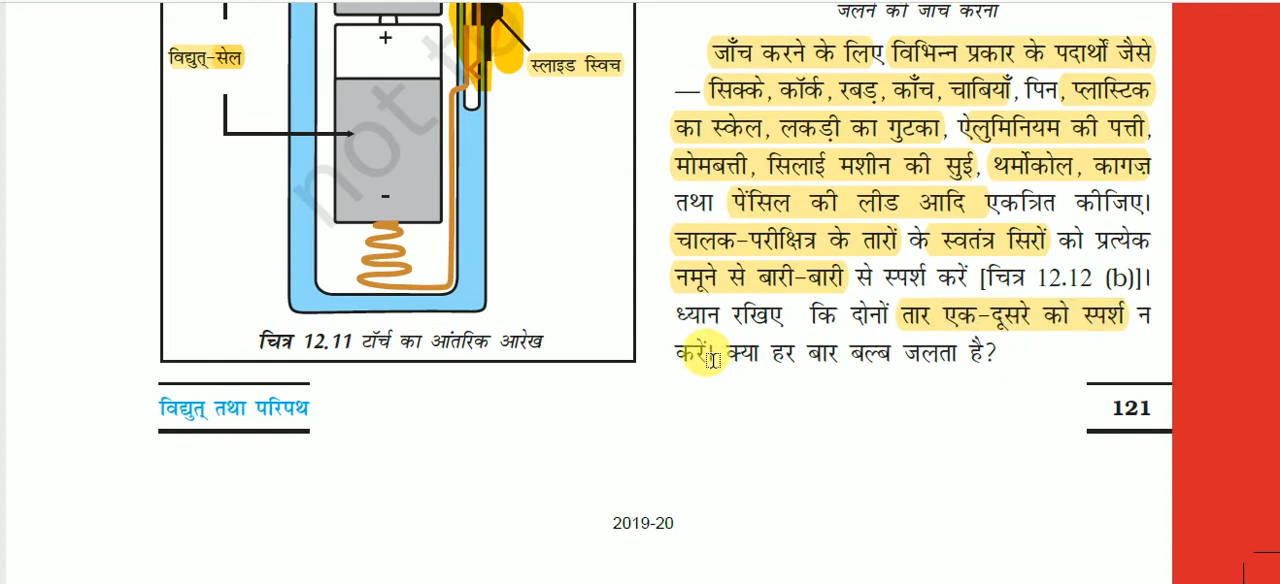 विद्युत्-सेल
+
-
स्लाइड स्विच
not to
चित्र 12.11 टॉर्च का आंतरिक आरेख
जलने की जाँच करना
जाँच करने के लिए विभिन्न प्रकार के पदार्थों जैसे
— सिक्के, कॉर्क, रबड़, काँच, चाबियाँ, पिन, प्लास्टिक
का स्केल, लकड़ी का गुटका, ऐलुमिनियम की पत्ती,
मोमबत्ती, सिलाई मशीन की सुई, थर्मोकोल, कागज़
तथा पेंसिल की लीड आदि एकत्रित कीजिए।
चालक-परीक्षित्र के तारों के स्वतंत्र सिरों को प्रत्येक
नमूने से बारी-बारी से स्पर्श करें [चित्र 12.12 (b)]।
ध्यान रखिए कि दोनों तार एक-दूसरे को स्पर्श न
करें। क्या हर बार बल्ब जलता है?
विद्युत् तथा परिपथ
121
2019-20